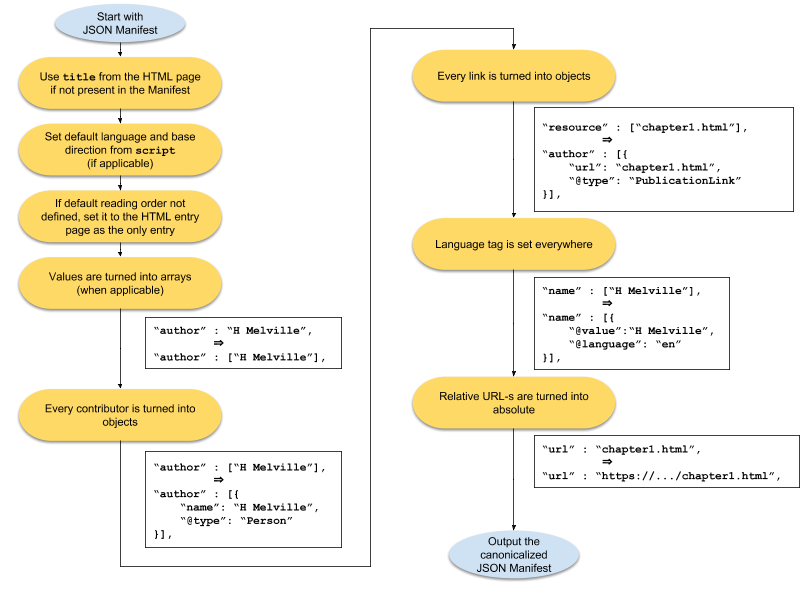 Start with
JSON Manifest
Use title from the HTML page
if not present in the Manifest
Set default language and base
direction from script
(if applicable)
If default reading order not
defined, set it to the HTML entry
page as the only entry
Values are turned into arrays
(when applicable)
“author” : “H Melville”,
⇒
“author” : [“H Melville”],
Every contributor is turned into
objects
“author” : [“H Melville”],
⇒
“author” : [{
“name”: “H Melville”,
“@type”: “Person”
}],
Every link is turned into objects
“resource” : [“chapter1.html”],
⇒
“author” : [{
“url”: “chapter1.html”,
“@type”: “PublicationLink”
}],
Language tag is set everywhere
“name” : [“H Melville”],
⇒
“name” : [{
“@value”:“H Melville”,
“@language”: “en”
}],
Relative URL-s are turned into
absolute
“url” : “chapter1.html”,
⇒
“url” : “https://.../chapter1.html”,
Output the
canonicalized
JSON Manifest